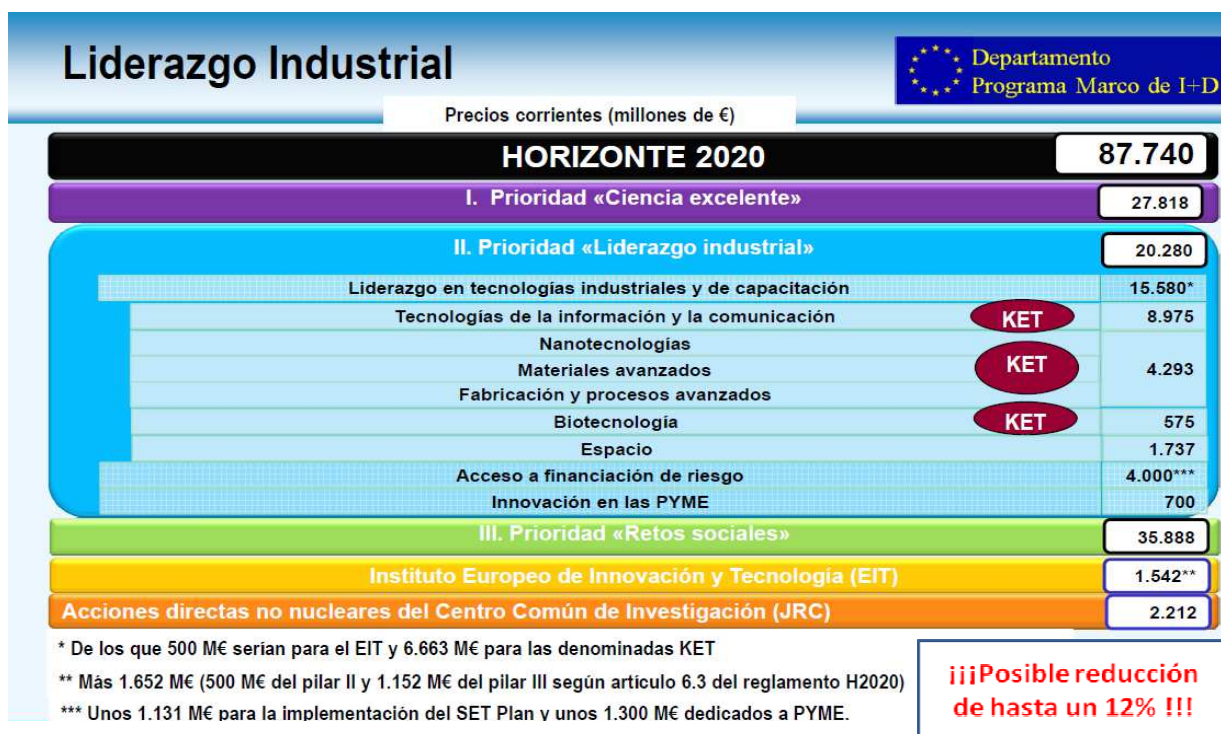 Liderazgo Industrial
Departamento
Programa Marco de I+D
Precios corrientes (millones de €)
HORIZONTE 2020 87.740
I. Prioridad «Ciencia excelente» 27.818
II. Prioridad «Liderazgo industrial» 20.280
Liderazgo en tecnologías industriales y de capacitación 15.580*
Tecnologías de la información y la comunicación KET 8.975
Nanotecnologías
Materiales avanzados KET 4.293
Fabricación y procesos avanzados
Biotecnología KET 575
Espacio 1.737
Acceso a financiación de riesgo 4.000***
Innovación en las PYME 700
III. Prioridad «Retos sociales» 35.888
Instituto Europeo de Innovación y Tecnología (EIT) 1.542**
Acciones directas no nucleares del Centro Común de Investigación (JRC) 2.212
* De los que 500 M€ serían para el EIT y 6.663 M€ para las denominadas KET
** Más 1.652 M€ (500 M€ del pilar II y 1.152 M€ del pilar III según artículo 6.3 del reglamento H2020)
*** Unos 1.131 M€ para la implementación del SET Plan y unos 1.300 M€ dedicados a PYME.
¡¡¡Posible reducción
de hasta un 12% !!!